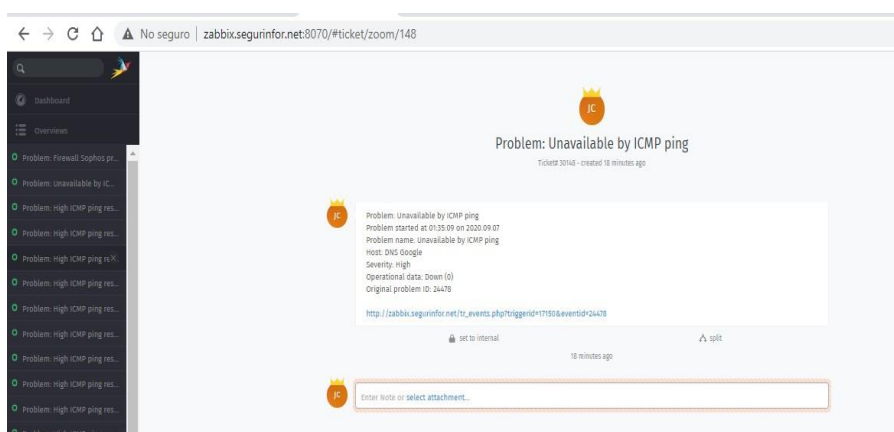 No seguro | zabbix.segurinfor.net:8070/#ticket/zoom/148
Dashboard
Overviews
Problem: Firewall Sophos pr...
Problem: Unavailable by IC...
Problem: High ICMP ping res...
Problem: High ICMP ping res...
Problem: High ICMP ping re
Problem: High ICMP ping res...
Problem: High ICMP ping res...
Problem: High ICMP ping res...
Problem: High ICMP ping res...
Problem: High ICMP ping res...
Problem: High ICMP ping res...
JC
Problem: Unavailable by ICMP ping
Ticket# 30148 - created 18 minutes ago
JC
Problem: Unavailable by ICMP ping
Problem started at 01:35:09 on 2020.09.07
Problem name: Unavailable by ICMP ping
Host: DNS Google
Severity: High
Operational data: Down (0)
Original problem ID: 24478
http://zabbix.segurinfor.net/tr_events.php?triggerid=17150&eventid=24478
set to internal
split
18 minutes ago
JC
Enter Note or select attachment...